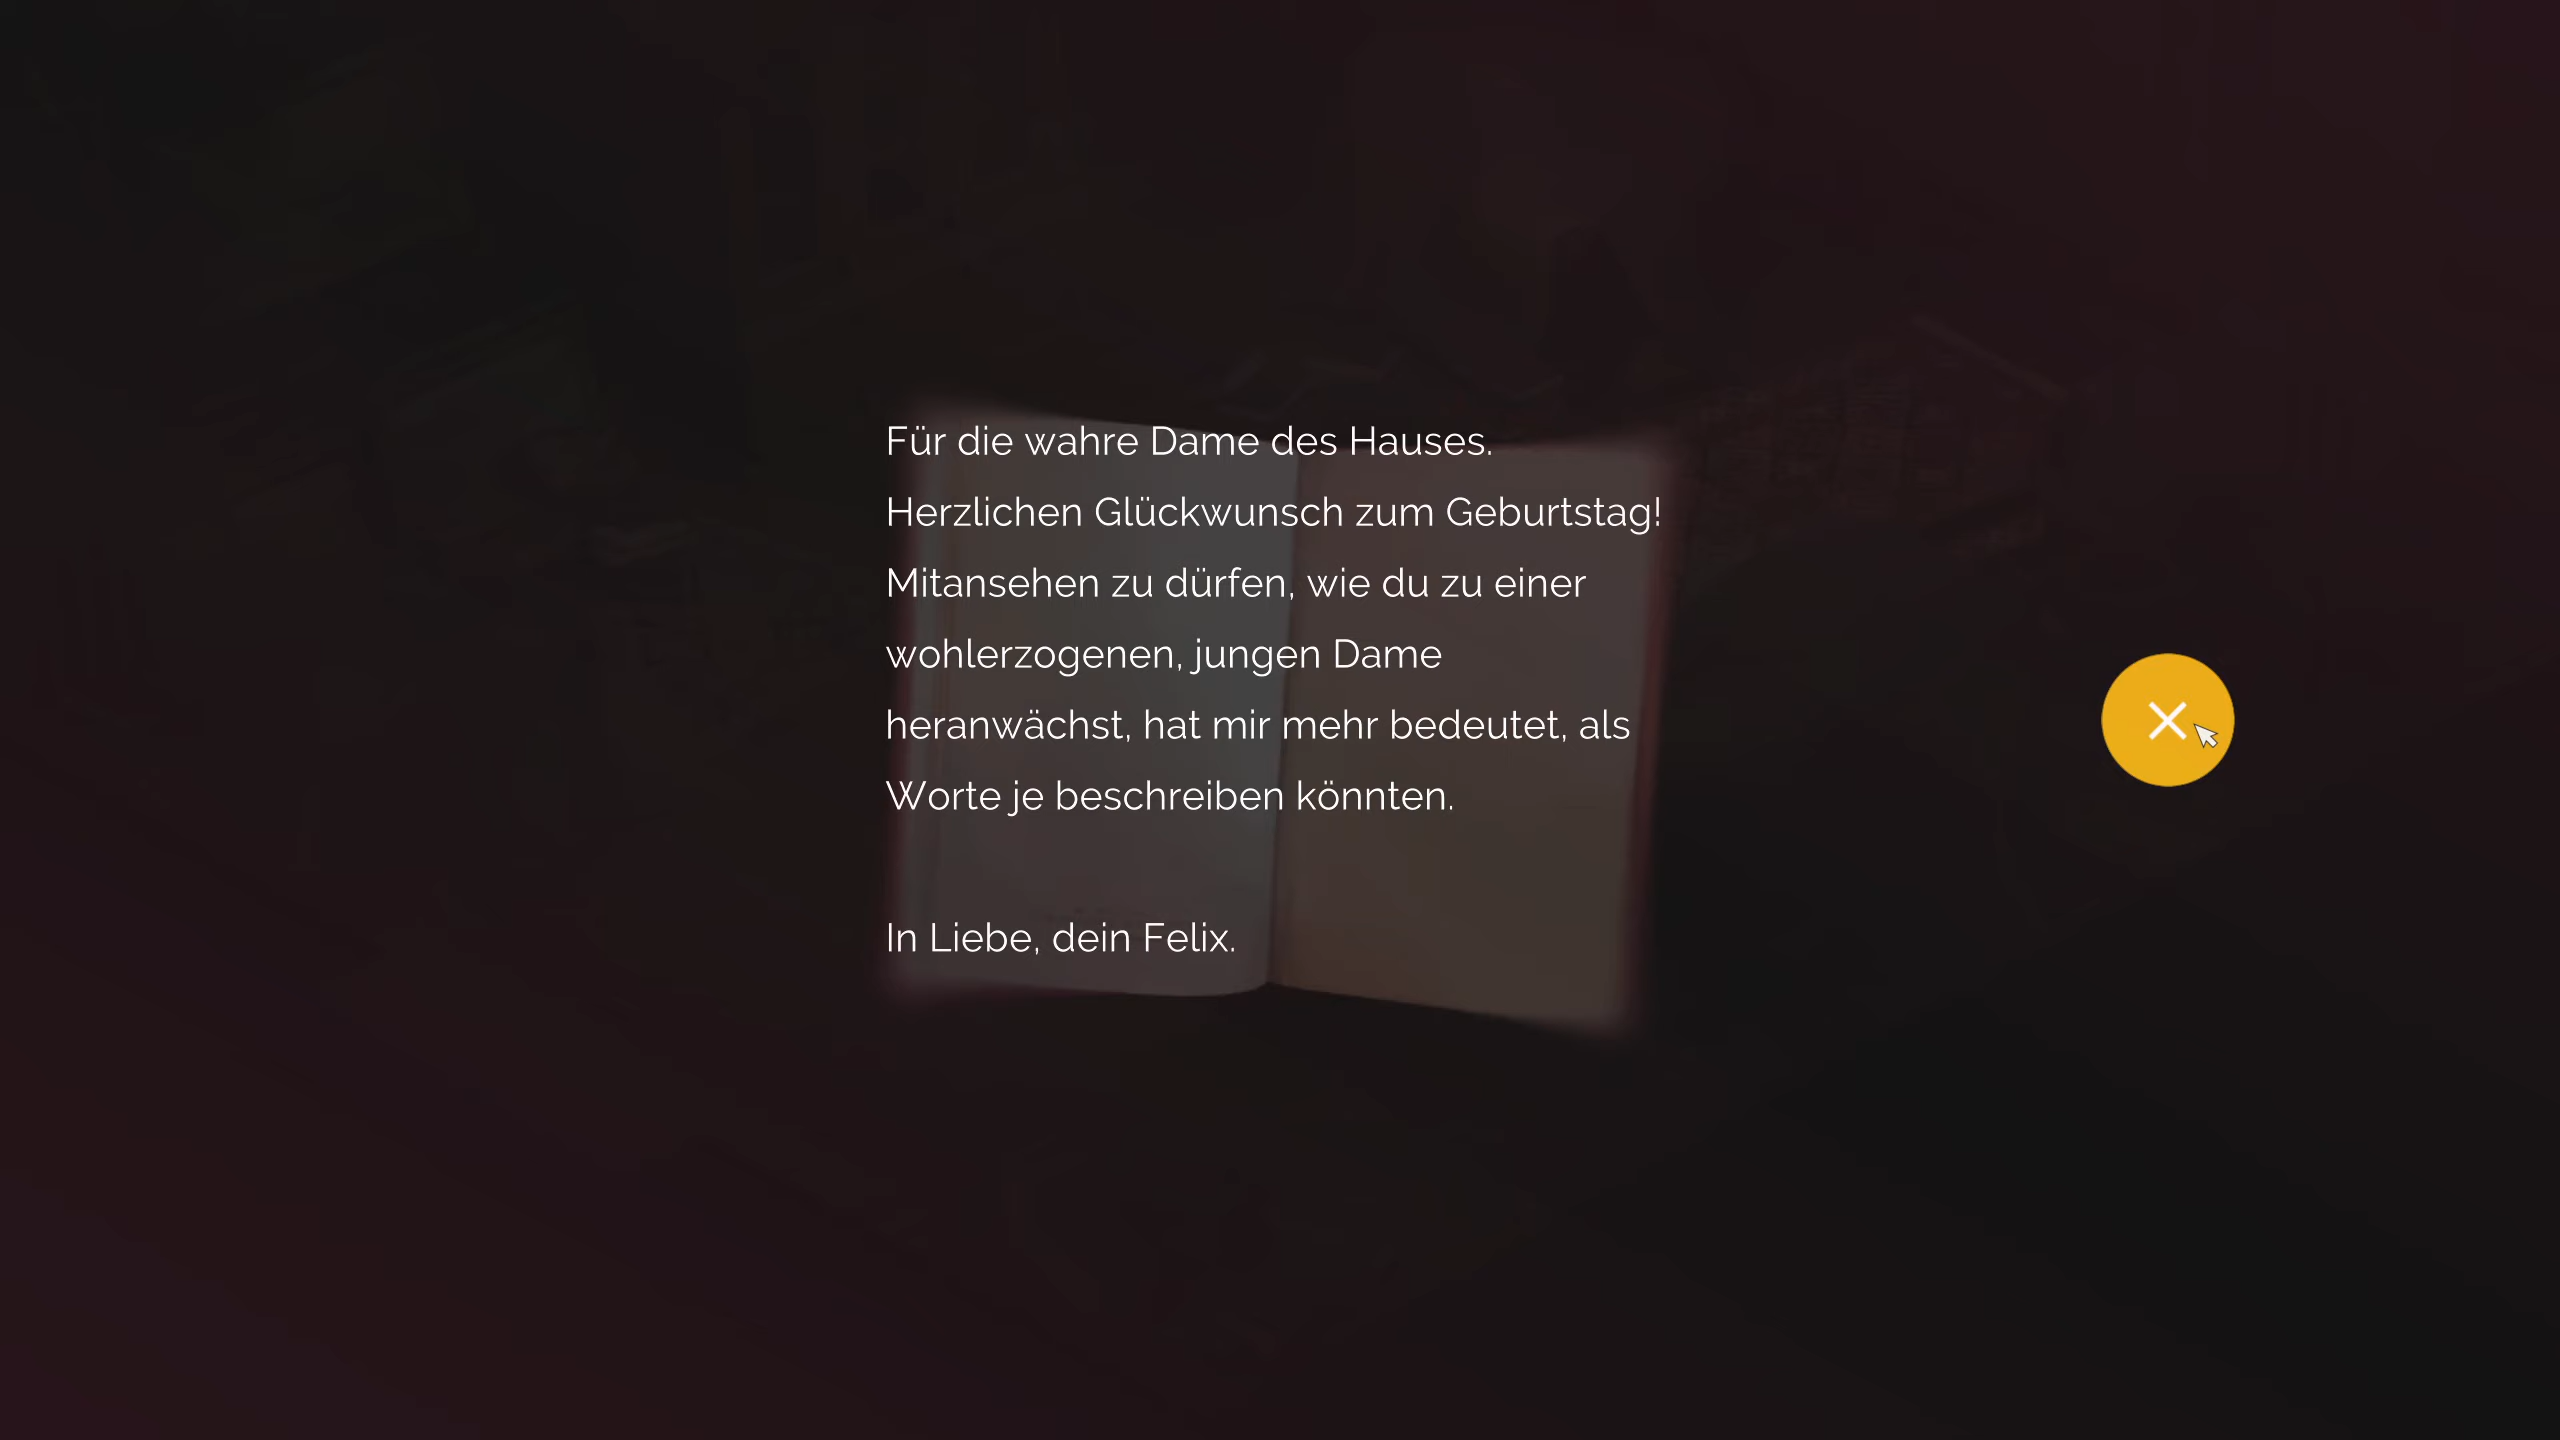 Für die wahre Dame des Hauses.
Herzlichen Glückwunsch zum Geburtstag!
Mitansehen zu dürfen, wie du zu einer
wohlerzogenen, jungen Dame
heranwächst, hat mir mehr bedeutet, als
Worte je beschreiben könnten.
In Liebe, dein Felix.